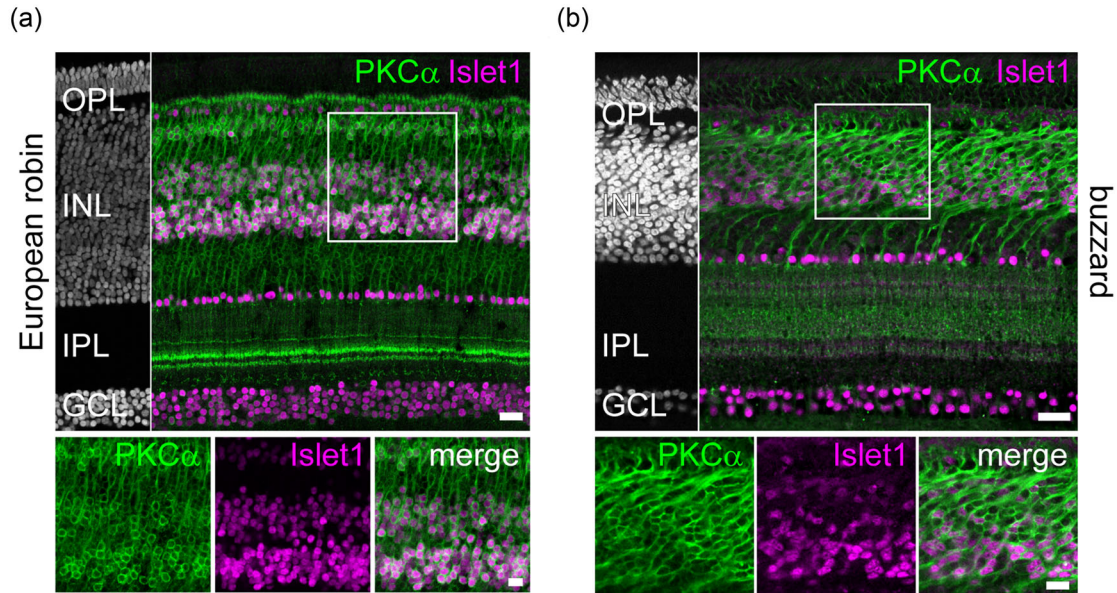 (a)
European robin
PKCα Islet1
OPL
INL
IPL
GCL
PKCα
Islet1
merge
(b)
PKCα Islet1
OPL
INL
IPL
GCL
buzzard
PKCα
Islet1
merge